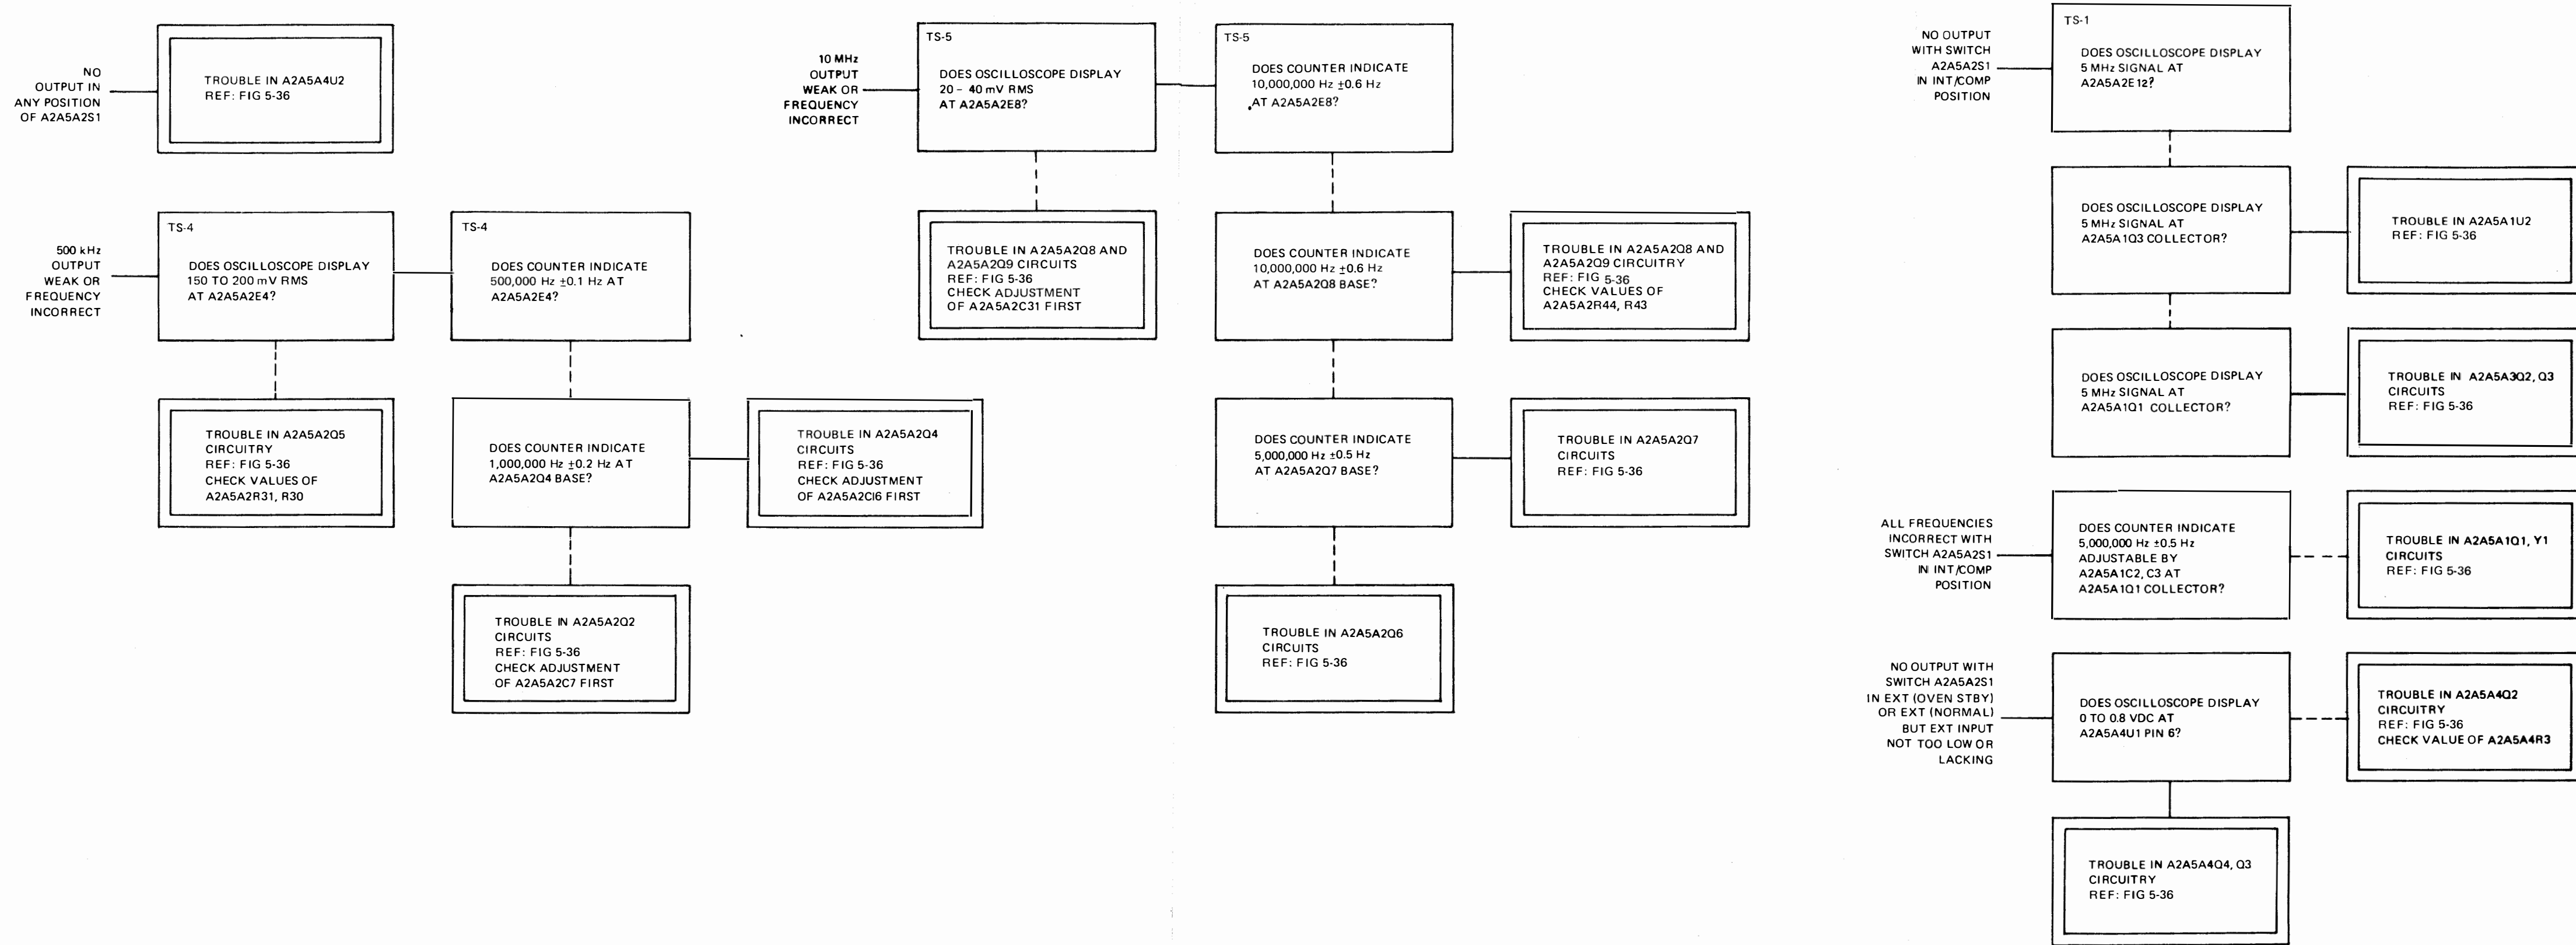 NO
OUTPUT IN
ANY POSITION
OF A2A5A2S1
TROUBLE IN A2A5A4U2
REF: FIG 5-36
500 kHz
OUTPUT
WEAK OR
FREQUENCY
INCORRECT
TS-4
DOES OSCILLOSCOPE DISPLAY
150 TO 200 mV RMS
AT A2A5A2E4?
TS-4
DOES COUNTER INDICATE
500,000 Hz ±0.1 Hz AT
A2A5A2E4?
TROUBLE IN A2A5A2Q5
CIRCUITRY
REF: FIG 5-36
CHECK VALUES OF
A2A5A2R31, R30
DOES COUNTER INDICATE
1,000,000 Hz ±0.2 Hz AT
A2A5A2Q4 BASE?
TROUBLE IN A2A5A2Q4
CIRCUITS
REF: FIG 5-36
CHECK ADJUSTMENT
OF A2A5A2CI6 FIRST
TROUBLE IN A2A5A2Q2
CIRCUITS
REF: FIG 5-36
CHECK ADJUSTMENT
OF A2A5A2C7 FIRST
10 MHz
OUTPUT
WEAK OR
FREQUENCY
INCORRECT
TS-5
DOES OSCILLOSCOPE DISPLAY
20 – 40 mV RMS
AT A2A5A2E8?
TS-5
DOES COUNTER INDICATE
10,000,000 Hz ±0.6 Hz
AT A2A5A2E8?
TROUBLE IN A2A5A2Q8 AND
A2A5A2Q9 CIRCUITS
REF: FIG 5-36
CHECK ADJUSTMENT
OF A2A5A2C31 FIRST
DOES COUNTER INDICATE
10,000,000 Hz ±0.6 Hz
AT A2A5A2Q8 BASE?
TROUBLE IN A2A5A2Q8 AND
A2A5A2Q9 CIRCUITRY
REF: FIG 5-36
CHECK VALUES OF
A2A5A2R44, R43
DOES COUNTER INDICATE
5,000,000 Hz ±0.5 Hz
AT A2A5A2Q7 BASE?
TROUBLE IN A2A5A2Q7
CIRCUITS
REF: FIG 5-36
TROUBLE IN A2A5A2Q6
CIRCUITS
REF: FIG 5-36
NO OUTPUT
WITH SWITCH
A2A5A2S1
IN INT/COMP
POSITION
TS-1
DOES OSCILLOSCOPE DISPLAY
5 MHz SIGNAL AT
A2A5A2E12?
DOES OSCILLOSCOPE DISPLAY
5 MHz SIGNAL AT
A2A5A1Q3 COLLECTOR?
TROUBLE IN A2A5A1U2
REF: FIG 5-36
DOES OSCILLOSCOPE DISPLAY
5 MHz SIGNAL AT
A2A5A1Q1 COLLECTOR?
TROUBLE IN A2A5A3Q2, Q3
CIRCUITS
REF: FIG 5-36
ALL FREQUENCIES
INCORRECT WITH
SWITCH A2A5A2S1
IN INT/COMP
POSITION
DOES COUNTER INDICATE
5,000,000 Hz ±0.5 Hz
ADJUSTABLE BY
A2A5A1C2, C3 AT
A2A5A1Q1 COLLECTOR?
TROUBLE IN A2A5A1Q1, Y1
CIRCUITS
REF: FIG 5-36
NO OUTPUT WITH
SWITCH A2A5A2S1
IN EXT (OVEN STBY)
OR EXT (NORMAL)
BUT EXT INPUT
NOT TOO LOW OR
LACKING
DOES OSCILLOSCOPE DISPLAY
0 TO 0.8 VDC AT
A2A5A4U1 PIN 6?
TROUBLE IN A2A5A4Q2
CIRCUITRY
REF: FIG 5-36
CHECK VALUE OF A2A5A4R3
TROUBLE IN A2A5A4Q4, Q3
CIRCUITRY
REF: FIG 5-36